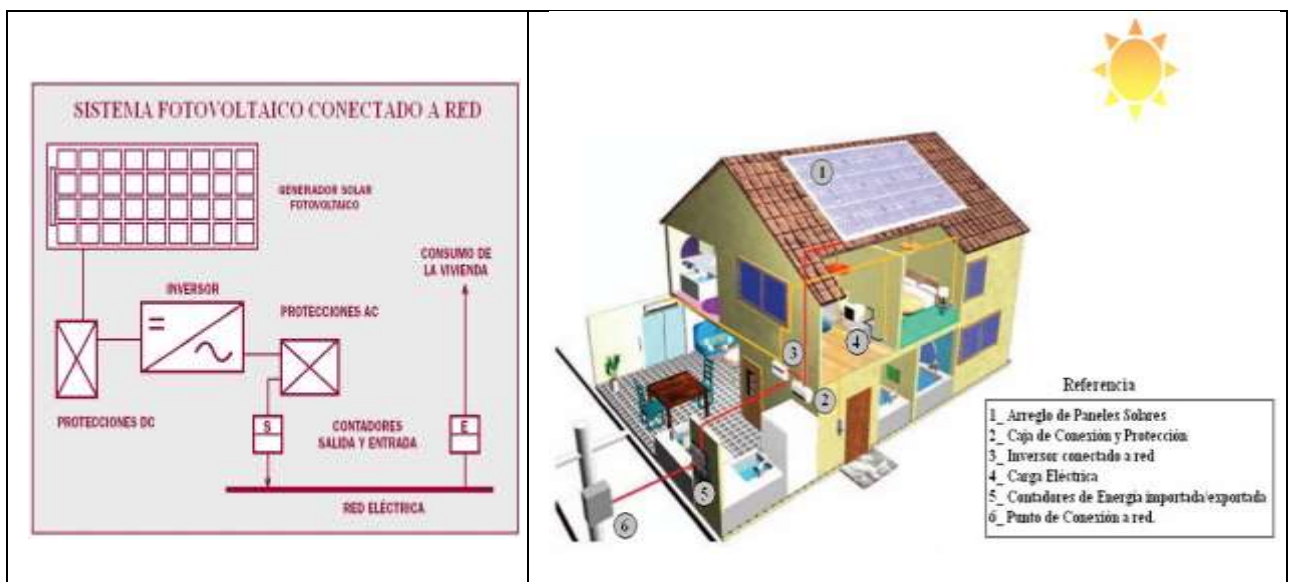 SISTEMA FOTOVOLTAICO CONECTADO A RED
GENERADOR SOLAR
FOTOVOLTAICO
CONSUMO DE
LA VIVIENDA
INVERSOR
PROTECCIONES AC
PROTECCIONES DC
S
CONTADORES
SALIDA Y ENTRADA
E
RED ELÉCTRICA
1
3
4
2
5
6
Referencia
1_ Arreglo de Paneles Solares
2_ Caja de Conexión y Protección
3_ Inversor conectado a red
4_ Carga Eléctrica
5_ Contadores de Energía importada/exportada
6_ Punto de Conexión a red.